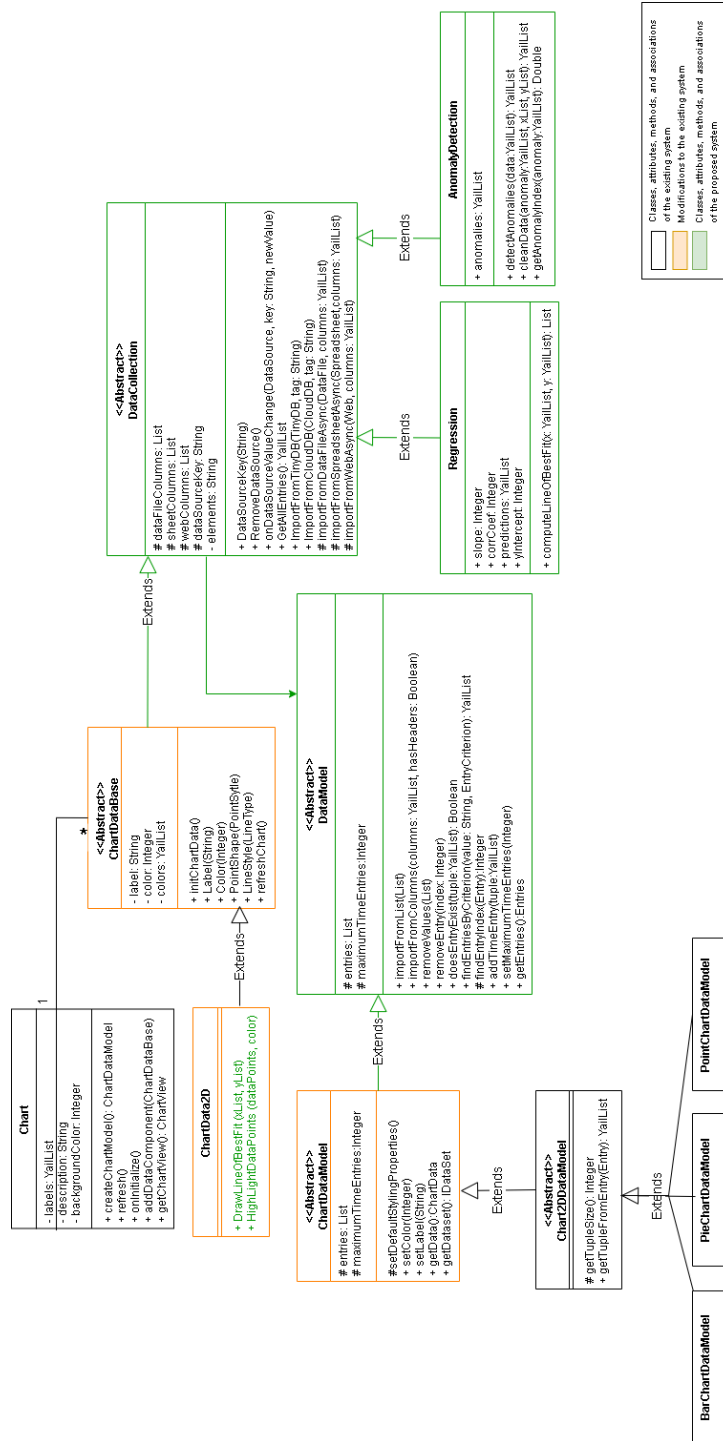 Chart
- labels: YailList
- description: String
- backgroundColor: Integer
+ createChartModel(): ChartDataModel
+ refresh()
+ onInitialize()
+ addDataComponent(ChartDataBase)
+ getChartView(): ChartView
1
*
<<Abstract>>
ChartDataBase
- label: String
- color: Integer
- colors: YailList
+ initChartData()
+ Label(String)
+ Color(Integer)
+ PointShape(PointSytle)
+ LineStyle(LineType)
+ refreshChart()
Extends
<<Abstract>>
DataCollection
# dataFileColumns: List
# sheetColumns: List
# webColumns: List
# dataSourceKey: String
- elements: String
+ DataSourceKey(String)
+ RemoveDataSource()
+ onDataSourceValueChange(DataSource, key: String, newValue)
+ GetAllEntries(): YailList
+ ImportFromTinyDB(TinyDB, tag: String)
+ ImportFromCloudDB(CloudDB, tag: String)
# importFromDataFileAsync(DataFile, columns: YailList)
# importFromSpreadsheetAsync(Spreadsheet,columns: YailList)
# importFromWebAsync(Web, columns: YailList)
Extends
ChartData2D
+ DrawLineOfBestFit (xList, yList)
+ HighLightDataPoints (dataPoints, color)
Extends
Extends
<<Abstract>>
ChartDataModel
# entries: List
# maximumTimeEntries:Integer
#setDefaultStylingProperties()
+ setColor(Integer)
+ setLabel(String)
+ getData():ChartData
+ getDataset(): IDataSet
Extends
<<Abstract>>
DataModel
# entries: List
# maximumTimeEntries:Integer
+ importFromList(List)
+ importFromColumns(columns: YailList, hasHeaders: Boolean)
+ removeValues(List)
+ removeEntry(index: Integer)
+ doesEntryExist(tuple:YailList): Boolean
+ findEntriesByCriterion(value: String, EntryCriterion): YailList
# findEntryIndex(Entry):Integer
+ addTimeEntry(tuple:YailList)
+ setMaximumTimeEntries(Integer)
+ getEntries():Entries
Regression
+ slope: Integer
+ corrCoef: Integer
+ predictions: YailList
+ yIntercept: Integer
+ computeLineOfBestFit(x: YailList, y: YailList): List
AnomalyDetection
+ anomalies: YailList
+ detectAnomalies(data:YailList): YailList
+ cleanData(anomaly:YailList, xList, yList): YailList
+ getAnomalyIndex(anomaly:YailList): Double
Extends
<<Abstract>>
Chart2DDataModel
# getTupleSize(): Integer
+ getTupleFromEntry(Entry): YailList
Extends
BarChartDataModel
PieChartDataModel
PointChartDataModel
Classes, attributes, methods, and associations
of the existing system
Modifications to the existing system
Classes, attributes, methods, and associations
of the proposed system